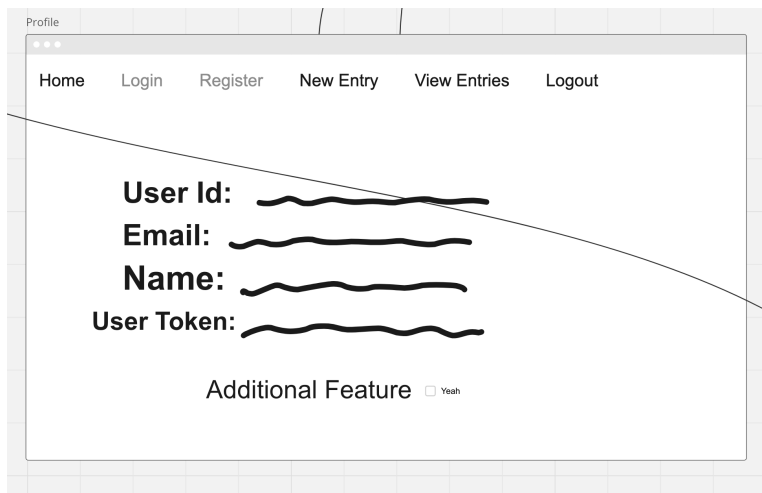 Profile
Home Login Register New Entry View Entries Logout
User Id:
Email:
Name:
User Token:
Additional Feature Yeah